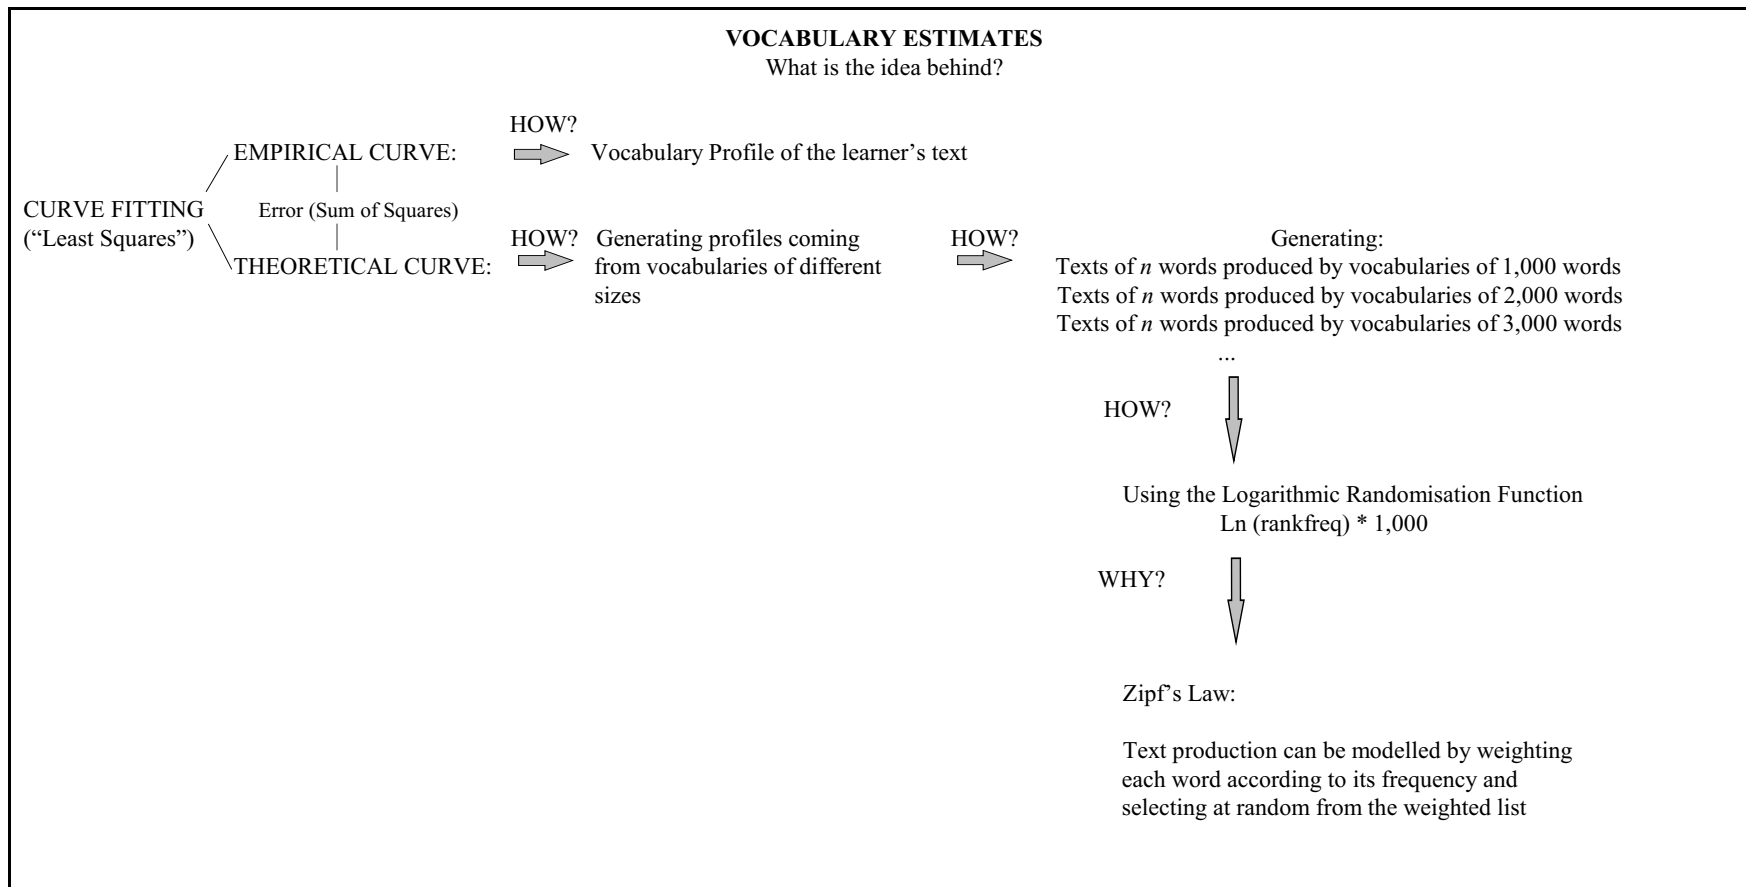 VOCABULARY ESTIMATES
What is the idea behind?
HOW?
EMPIRICAL CURVE:
Vocabulary Profile of the learner’s text
CURVE FITTING
(“Least Squares”)
Error (Sum of Squares)
THEORETICAL CURVE:
HOW?
Generating profiles coming
from vocabularies of different
sizes
HOW?
Generating:
Texts of n words produced by vocabularies of 1,000 words
Texts of n words produced by vocabularies of 2,000 words
Texts of n words produced by vocabularies of 3,000 words
...
HOW?
Using the Logarithmic Randomisation Function
Ln (rankfreq) * 1,000
WHY?
Zipf’s Law:
Text production can be modelled by weighting
each word according to its frequency and
selecting at random from the weighted list